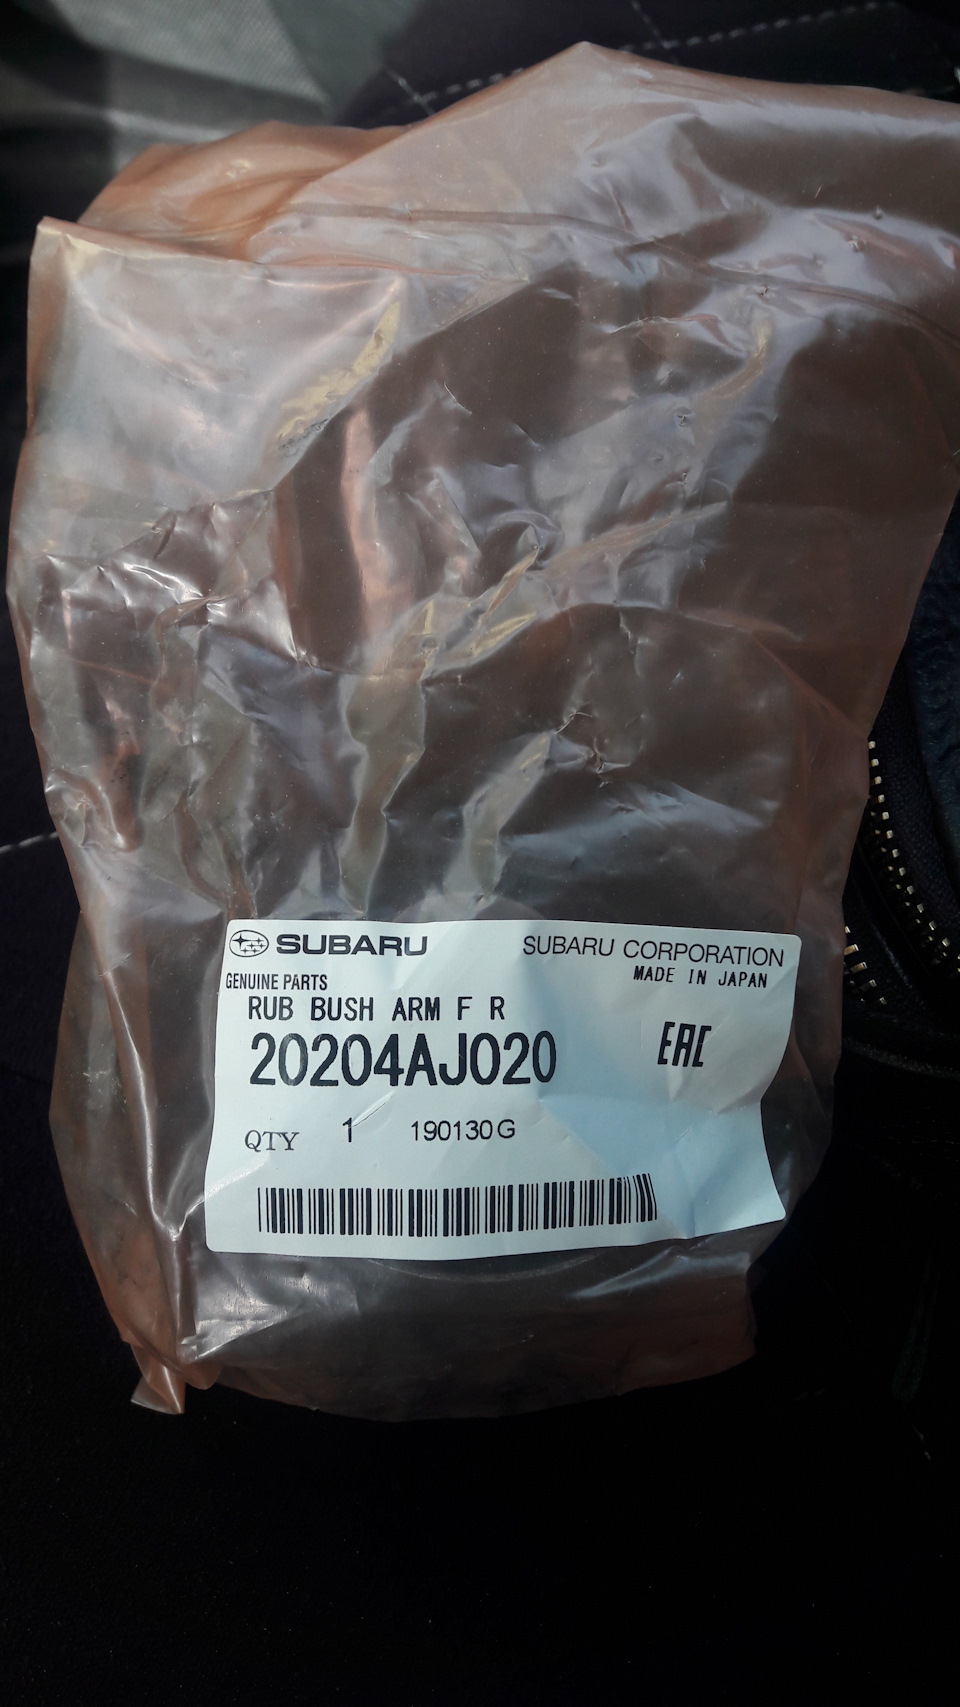 SUBARU SUBARU CORPORATION
GENUINE PARTS MADE IN JAPAN
RUB BUSH ARM F R
20204AJ020 EAC
QTY 1 190130G